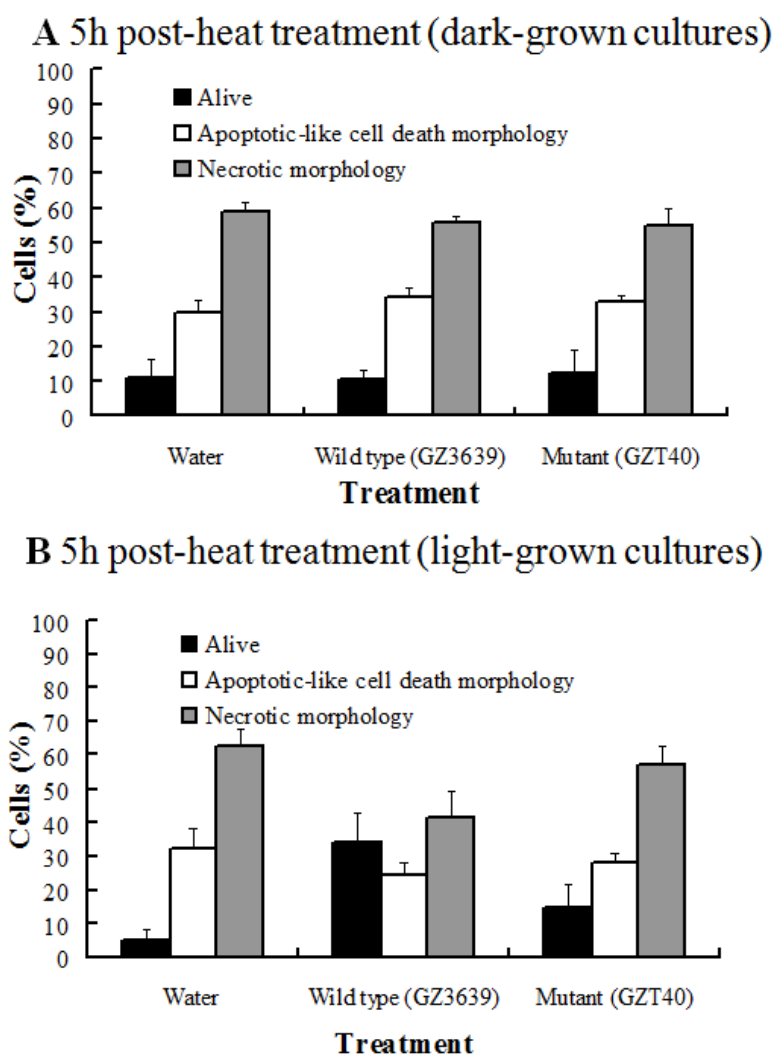 A 5h post-heat treatment (dark-grown cultures)
100
90
80
70
60
50
40
30
20
10
0
Cells (%)
Alive
Apoptotic-like cell death morphology
Necrotic morphology
Water Wild type (GZ3639) Mutant (GZT40)
Treatment
B 5h post-heat treatment (light-grown cultures)
100
90
80
70
60
50
40
30
20
10
0
Cells (%)
Alive
Apoptotic-like cell death morphology
Necrotic morphology
Water Wild type (GZ3639) Mutant (GZT40)
Treatment